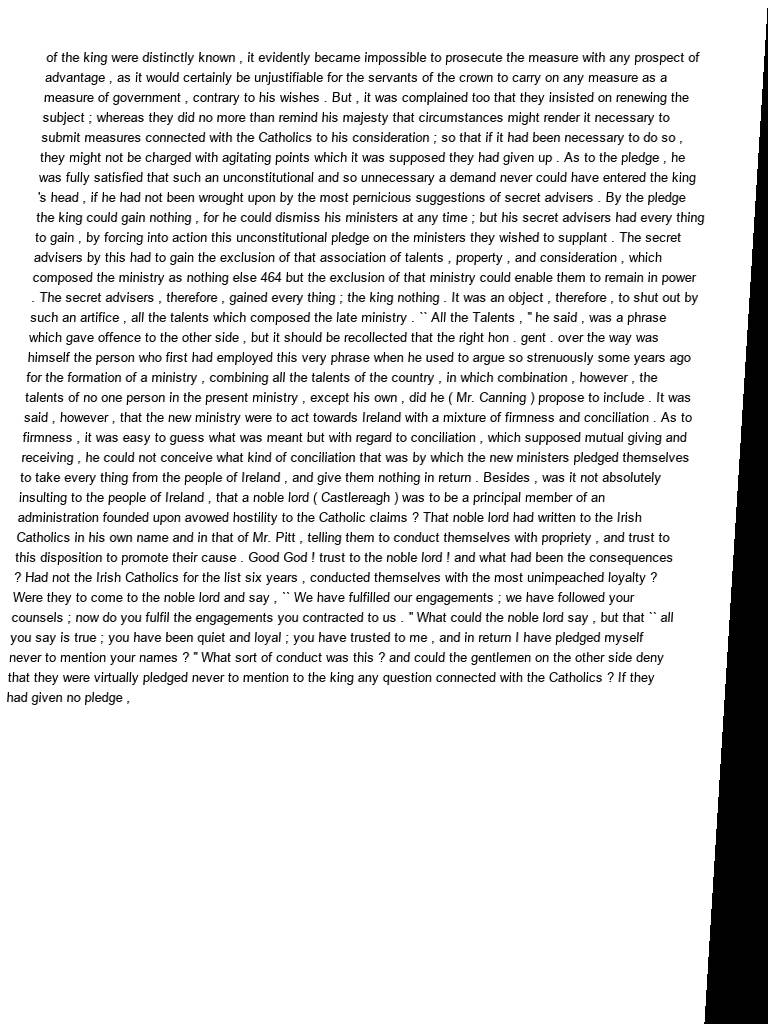 of the king were distinctly known , it evidently became impossible to prosecute the measure with any prospect of
advantage , as it would certainly be unjustifiable for the servants of the crown to carry on any measure as a
measure of government , contrary to his wishes . But , it was complained too that they insisted on renewing the
subject ; whereas they did no more than remind his majesty that circumstances might render it necessary to
submit measures connected with the Catholics to his consideration ; so that if it had been necessary to do so ,
they might not be charged with agitating points which it was supposed they had given up . As to the pledge , he
was fully satisfied that such an unconstitutional and so unnecessary a demand never could have entered the king
's head , if he had not been wrought upon by the most pernicious suggestions of secret advisers . By the pledge
the king could gain nothing , for he could dismiss his ministers at any time ; but his secret advisers had every thing
to gain , by forcing into action this unconstitutional pledge on the ministers they wished to supplant . The secret
advisers by this had to gain the exclusion of that association of talents , property , and consideration , which
composed the ministry as nothing else 464 but the exclusion of that ministry could enable them to remain in power
. The secret advisers , therefore , gained every thing ; the king nothing . It was an object , therefore , to shut out by
such an artifice , all the talents which composed the late ministry . `` All the Talents , '' he said , was a phrase
which gave offence to the other side , but it should be recollected that the right hon . gent . over the way was
himself the person who first had employed this very phrase when he used to argue so strenuously some years ago
for the formation of a ministry , combining all the talents of the country , in which combination , however , the
talents of no one person in the present ministry , except his own , did he ( Mr. Canning ) propose to include . It was
said , however , that the new ministry were to act towards Ireland with a mixture of firmness and conciliation . As to
firmness , it was easy to guess what was meant but with regard to conciliation , which supposed mutual giving and
receiving , he could not conceive what kind of conciliation that was by which the new ministers pledged themselves
to take every thing from the people of Ireland , and give them nothing in return . Besides , was it not absolutely
insulting to the people of Ireland , that a noble lord ( Castlereagh ) was to be a principal member of an
administration founded upon avowed hostility to the Catholic claims ? That noble lord had written to the Irish
Catholics in his own name and in that of Mr. Pitt , telling them to conduct themselves with propriety , and trust to
this disposition to promote their cause . Good God ! trust to the noble lord ! and what had been the consequences
? Had not the Irish Catholics for the list six years , conducted themselves with the most unimpeached loyalty ?
Were they to come to the noble lord and say , `` We have fulfilled our engagements ; we have followed your
counsels ; now do you fulfil the engagements you contracted to us . '' What could the noble lord say , but that `` all
you say is true ; you have been quiet and loyal ; you have trusted to me , and in return I have pledged myself
never to mention your names ? '' What sort of conduct was this ? and could the gentlemen on the other side deny
that they were virtually pledged never to mention to the king any question connected with the Catholics ? If they
had given no pledge ,